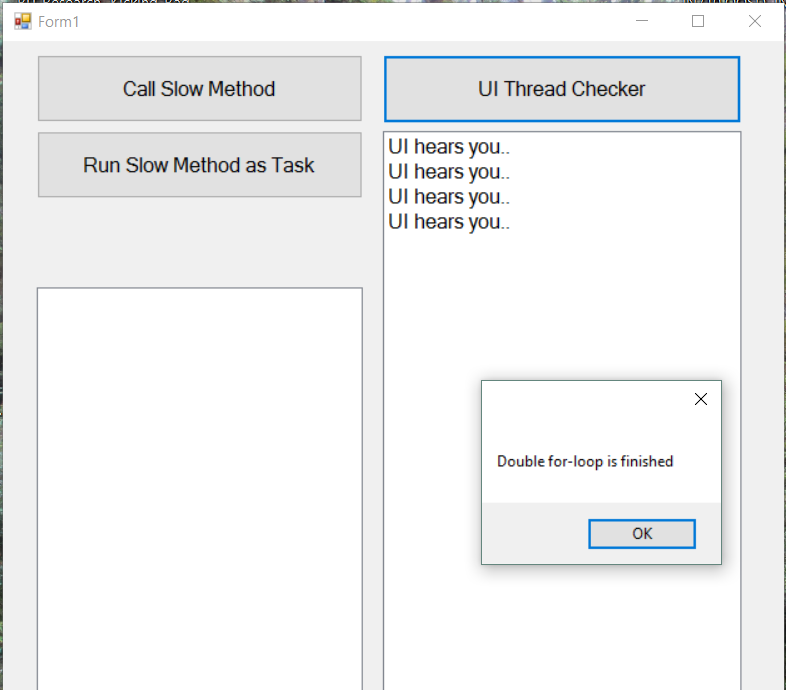 Form1
Call Slow Method
UI Thread Checker
Run Slow Method as Task
UI hears you..
UI hears you..
UI hears you..
UI hears you..
Double for-loop is finished
OK